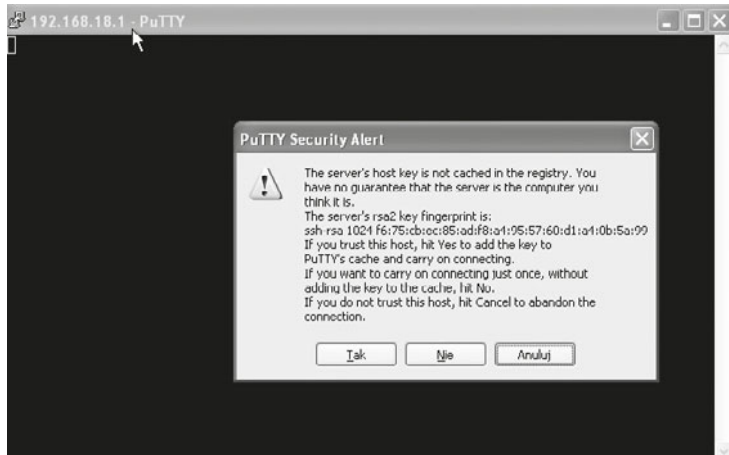 192.168.18.1 - PuTTY
PuTTY Security Alert
The server's host key is not cached in the registry. You
have no guarantee that the server is the computer you
think it is.
The server's rsa2 key fingerprint is:
ssh-rsa 1024 f6:75:cb:ec:85:ad:f8:a4:95:57:60:d1:a4:0b:5a:99
If you trust this host, hit Yes to add the key to
PuTTY's cache and carry on connecting.
If you want to carry on connecting just once, without
adding the key to the cache, hit No.
If you do not trust this host, hit Cancel to abandon the
connection.
Tak Nie Anuluj